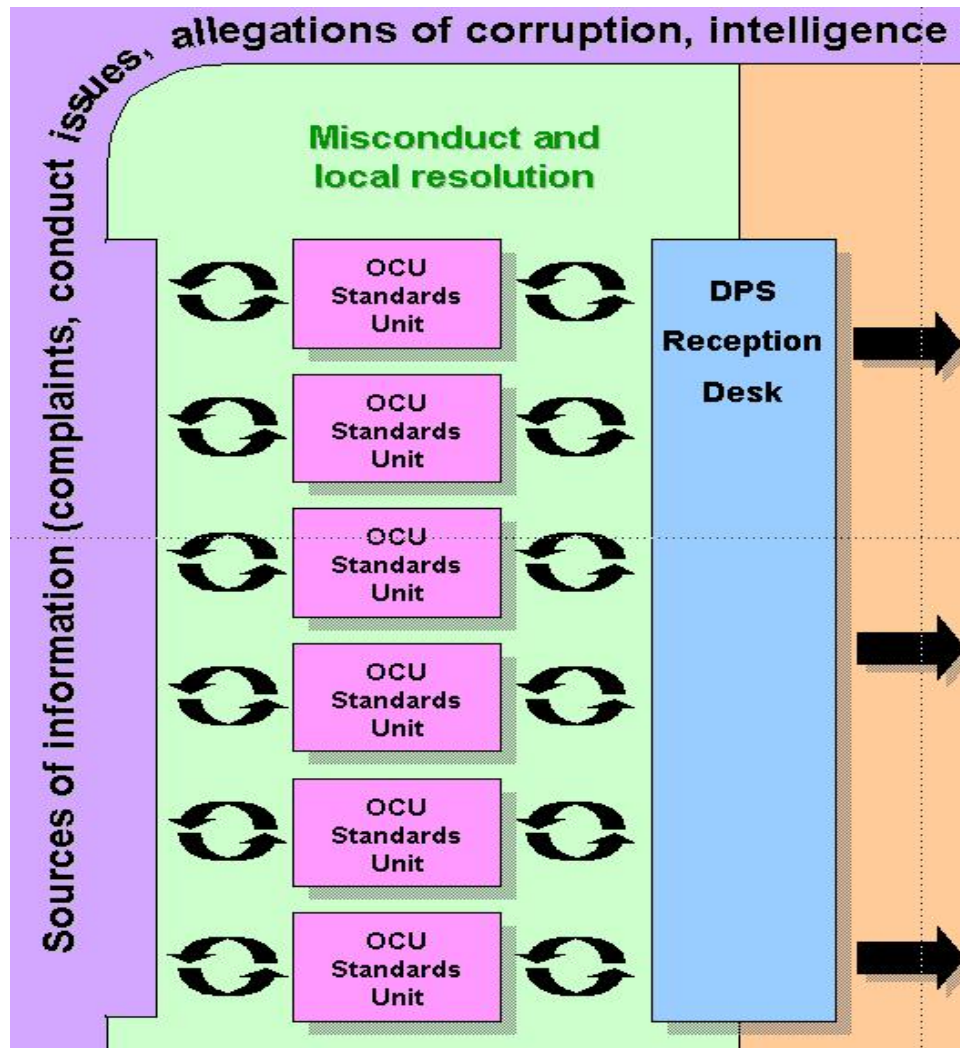 Sources of information (complaints, conduct issues, allegations of corruption, intelligence
Misconduct and
local resolution
OCU
Standards
Unit
OCU
Standards
Unit
OCU
Standards
Unit
OCU
Standards
Unit
OCU
Standards
Unit
OCU
Standards
Unit
DPS
Reception
Desk